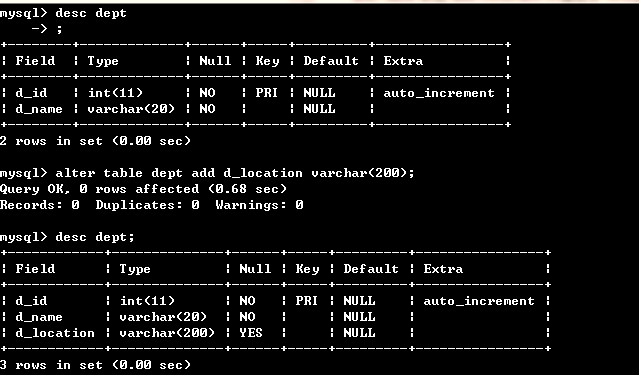 mysql> desc dept
    -> ;
+--------+-------------+------+-----+---------+----------------+
| Field  | Type        | Null | Key | Default | Extra          |
+--------+-------------+------+-----+---------+----------------+
| d_id   | int(11)     | NO   | PRI | NULL    | auto_increment |
| d_name | varchar(20) | NO   |     | NULL    |                |
+--------+-------------+------+-----+---------+----------------+
2 rows in set (0.00 sec)
mysql> alter table dept add d_location varchar(200);
Query OK, 0 rows affected (0.68 sec)
Records: 0  Duplicates: 0  Warnings: 0
mysql> desc dept;
+------------+--------------+------+-----+---------+----------------+
| Field      | Type         | Null | Key | Default | Extra          |
+------------+--------------+------+-----+---------+----------------+
| d_id       | int(11)      | NO   | PRI | NULL    | auto_increment |
| d_name     | varchar(20)  | NO   |     | NULL    |                |
| d_location | varchar(200) | YES  |     | NULL    |                |
+------------+--------------+------+-----+---------+----------------+
3 rows in set (0.00 sec)